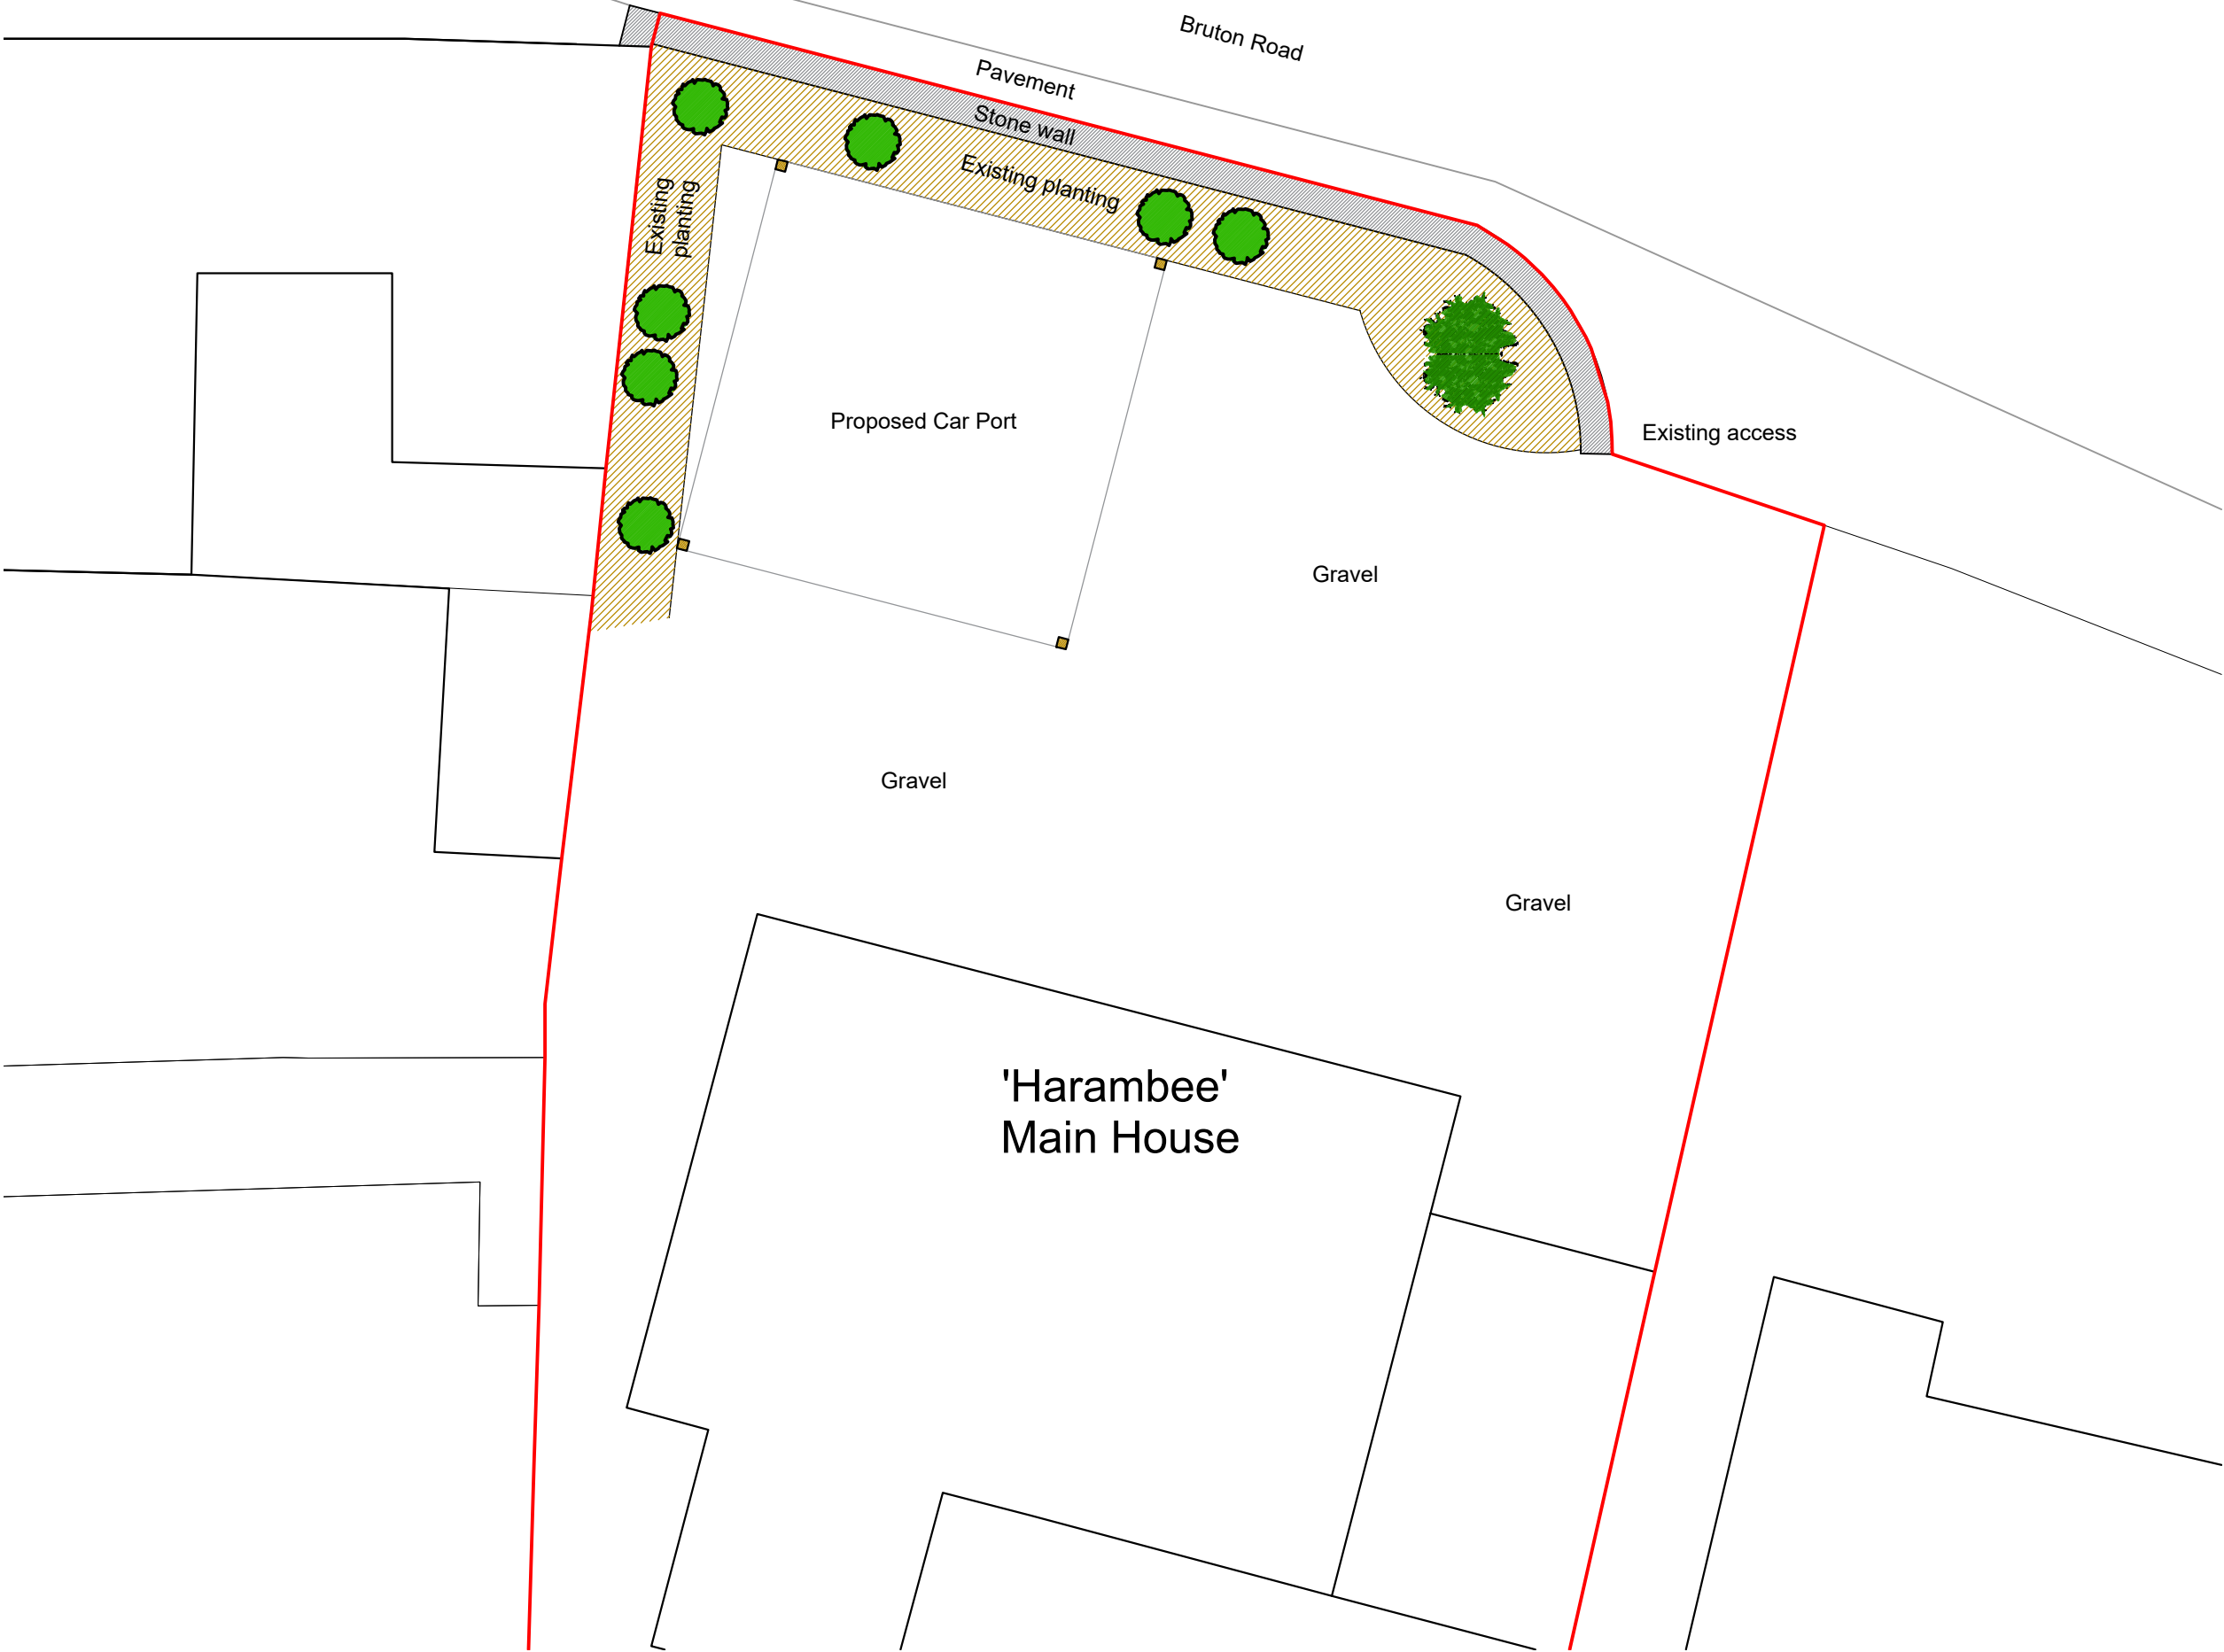 Bruton Road
Pavement
Stone wall
Existing planting
Existing
planting
Proposed Car Port
Existing access
Gravel
Gravel
Gravel
'Harambee'
Main House